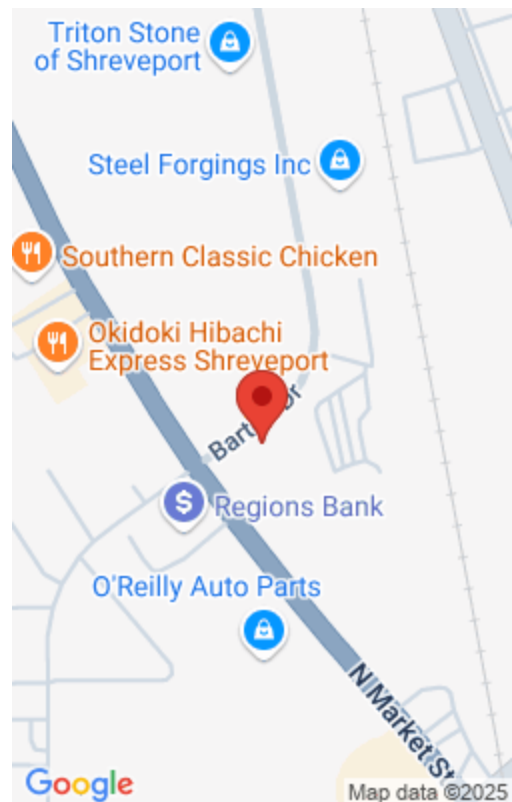 Triton Stone
of Shreveport
Steel Forgings Inc
Southern Classic Chicken
Okidoki Hibachi
Express Shreveport
$
Regions Bank
O'Reilly Auto Parts
N Market St
Google
Map data ©2025